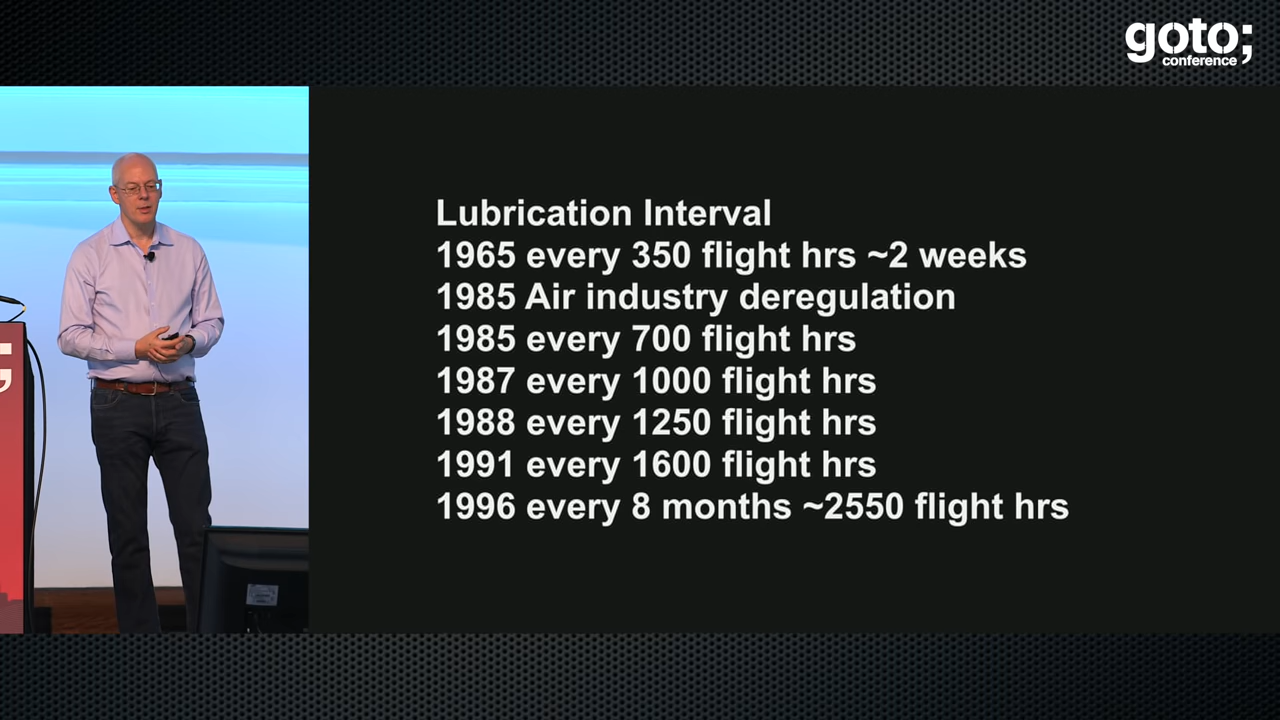 goto;
conference
Lubrication Interval
1965 every 350 flight hrs ~2 weeks
1985 Air industry deregulation
1985 every 700 flight hrs
1987 every 1000 flight hrs
1988 every 1250 flight hrs
1991 every 1600 flight hrs
1996 every 8 months ~2550 flight hrs